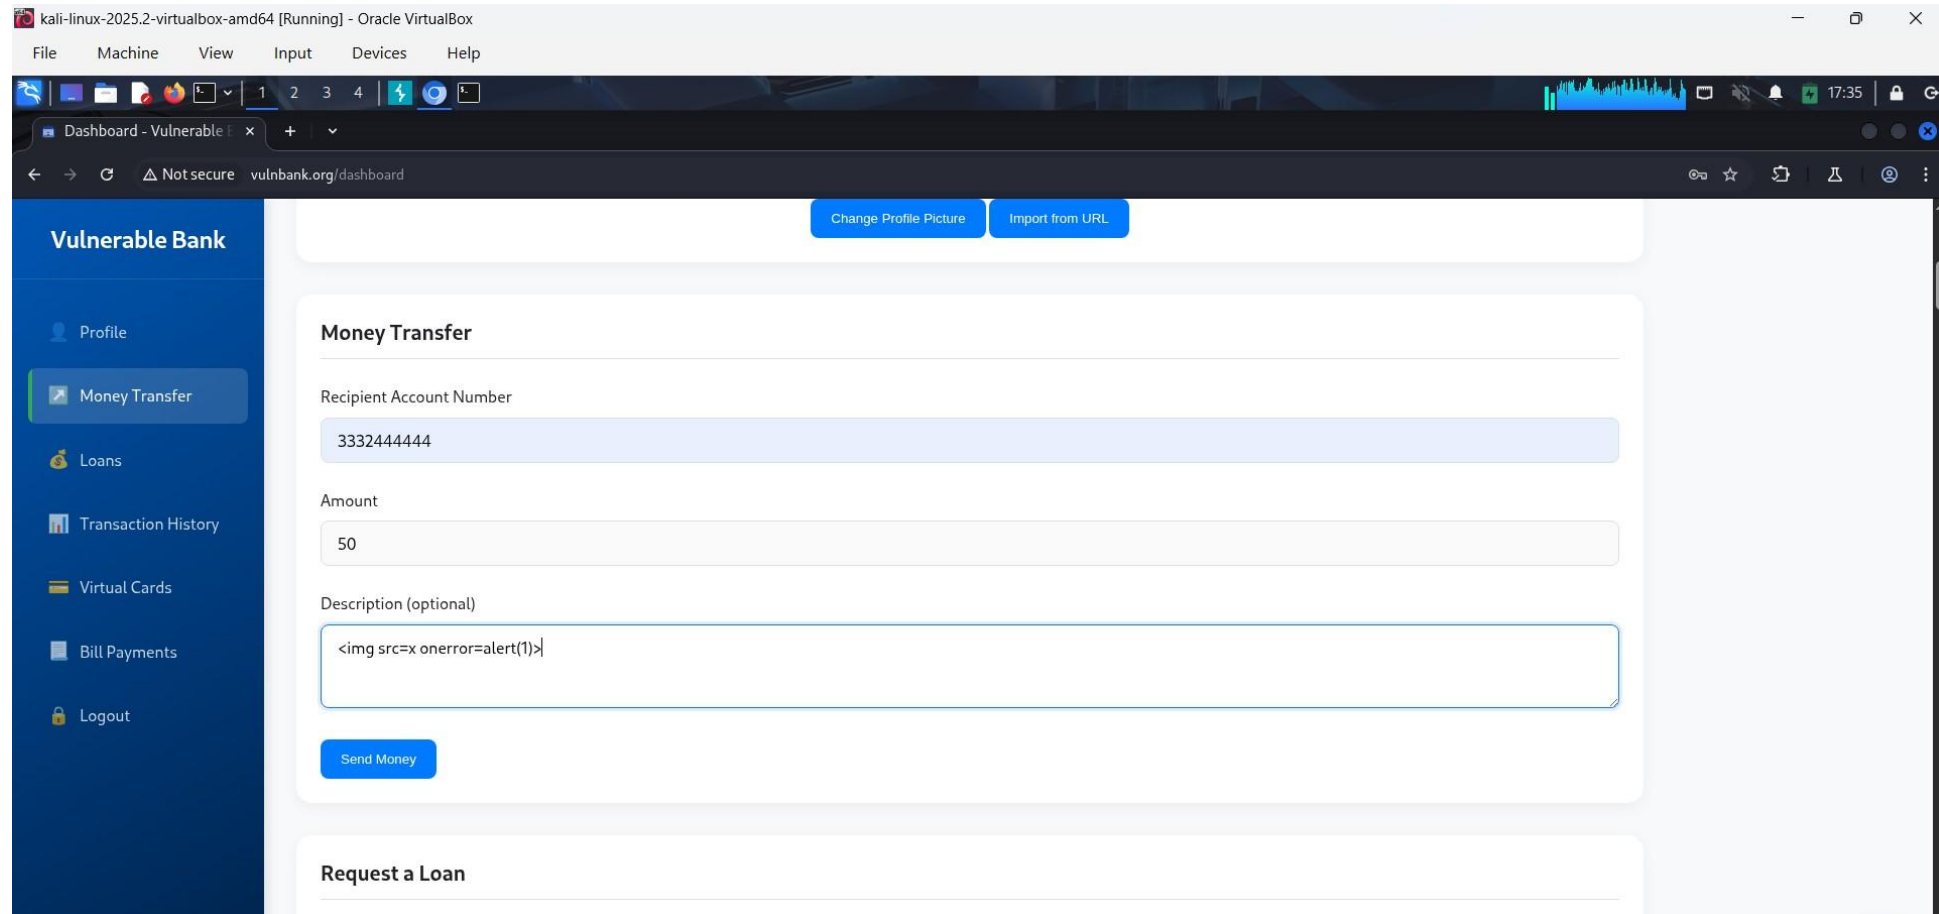 kali-linux-2025.2-virtualbox-amd64 [Running] - Oracle VirtualBox
File Machine View Input Devices Help
1 2 3 4 17:35
Dashboard - Vulnerable
Not secure vulnbank.org/dashboard
Vulnerable Bank
Profile
Money Transfer
Loans
Transaction History
Virtual Cards
Bill Payments
Logout
Change Profile Picture Import from URL
Money Transfer
Recipient Account Number
3332444444
Amount
50
Description (optional)
<img src=x onerror=alert(1)>
Send Money
Request a Loan